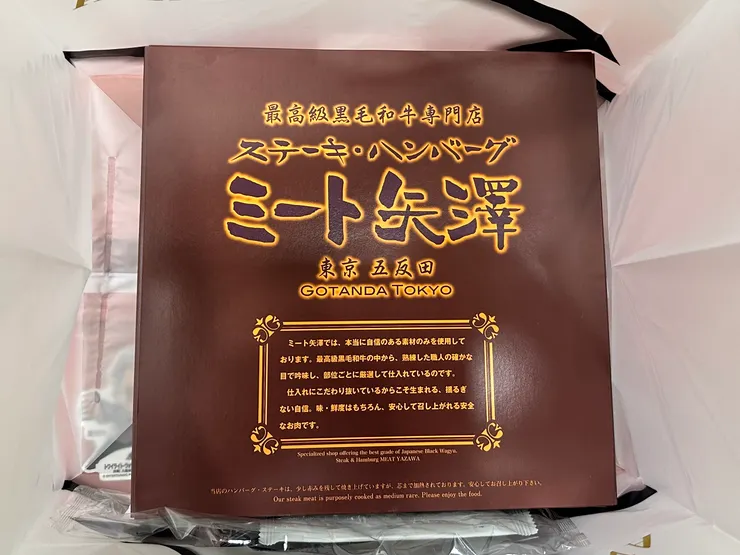 最高級黒毛和牛専門店
ステーキ・ハンバーグ
ミート矢澤
東京 五反田
GOTANDA TOKYO
ミート矢澤では、本当に自信のある素材のみを使用して
おります。最高級黒毛和牛の中から、熟練した職人の確かな
目で吟味し、部位ごとに厳選して仕入れているのです。
仕入れにこだわり抜いているからこそ生まれる、揺るぎ
ない自信。味・鮮度はもちろん、安心して召し上がれる安全
なお肉です。
Specialized shop offering the best grade of Japanese Black Wagyu.
Steak & Hamburg MEAT YAZAWA
当店のハンバーグ・ステーキは、少し赤みを残して焼き上げていますが、芯まで加熱されております。安心してお召し上がり下さい。
Our steak meat is purposely cooked as medium rare. Please enjoy the food.